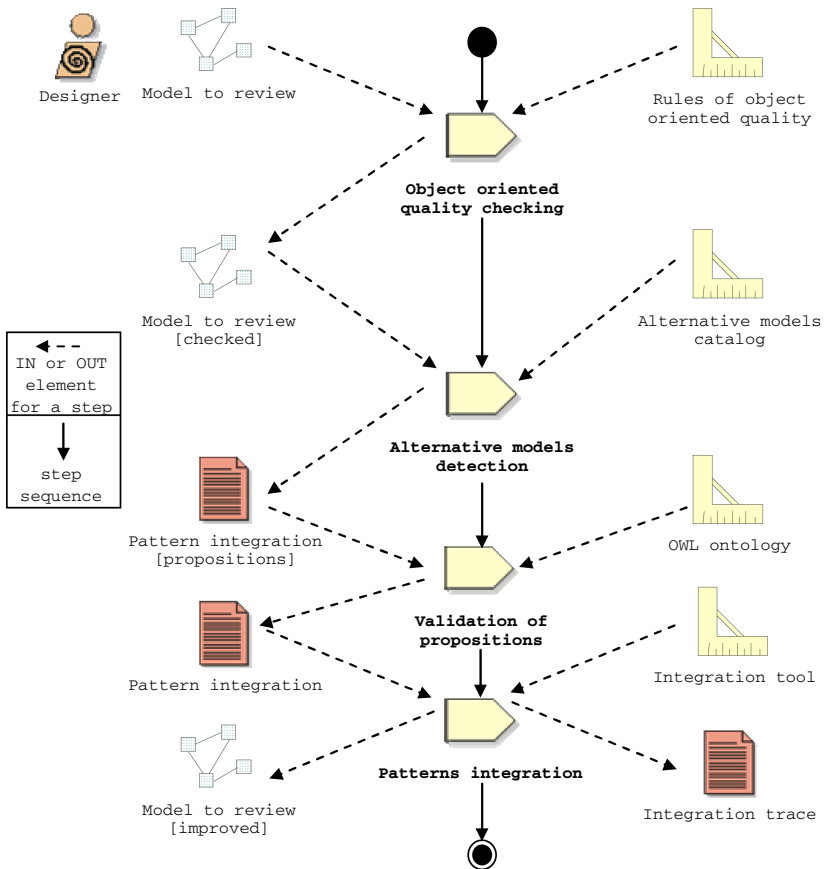 Designer
Model to review
Rules of object
oriented quality
Object oriented
quality checking
Model to review
[checked]
Alternative models
catalog
IN or OUT
element
for a step
step
sequence
Alternative models
detection
Pattern integration
[propositions]
OWL ontology
Validation of
propositions
Pattern integration
Integration tool
Patterns integration
Model to review
[improved]
Integration trace